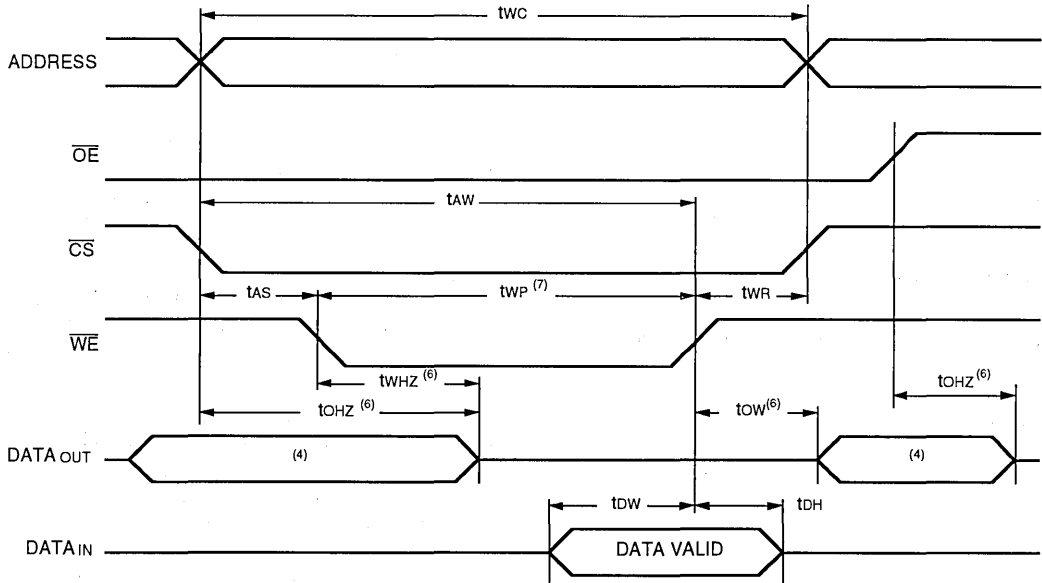 tWC
ADDRESS
OE
tAW
CS
tAS
tWP (7)
tWR
WE
tWHZ (6)
tOHZ (6)
tOHZ (6)
tOW(6)
DATA OUT
(4)
(4)
tDW
tDH
DATA IN
DATA VALID